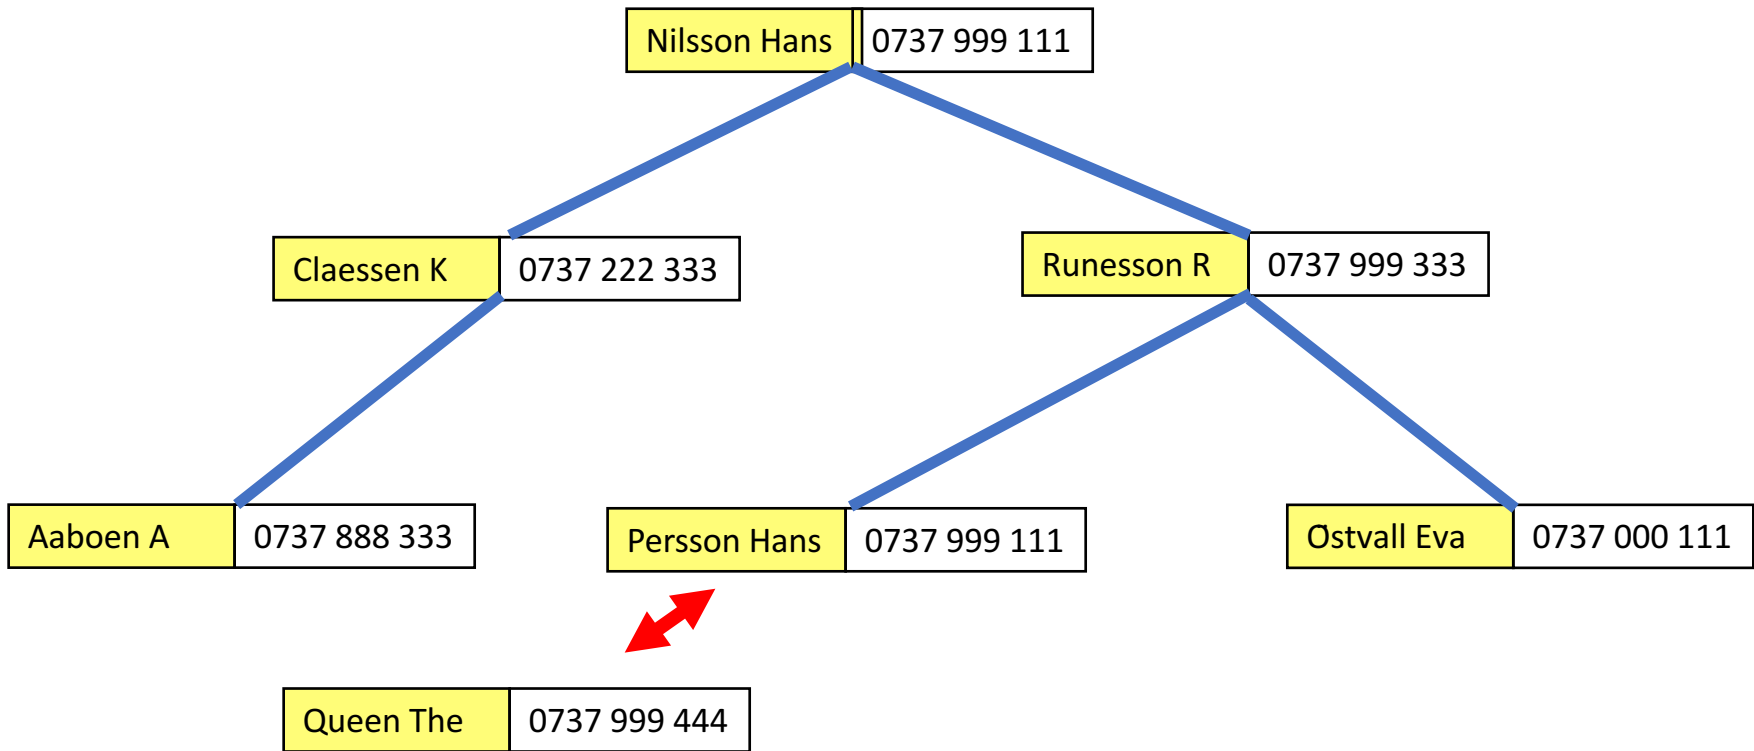 Nilsson Hans 0737 999 111
Claessen K 0737 222 333
Runesson R 0737 999 333
Aaboen A 0737 888 333
Persson Hans 0737 999 111
Östvall Eva 0737 000 111
Queen The 0737 999 444